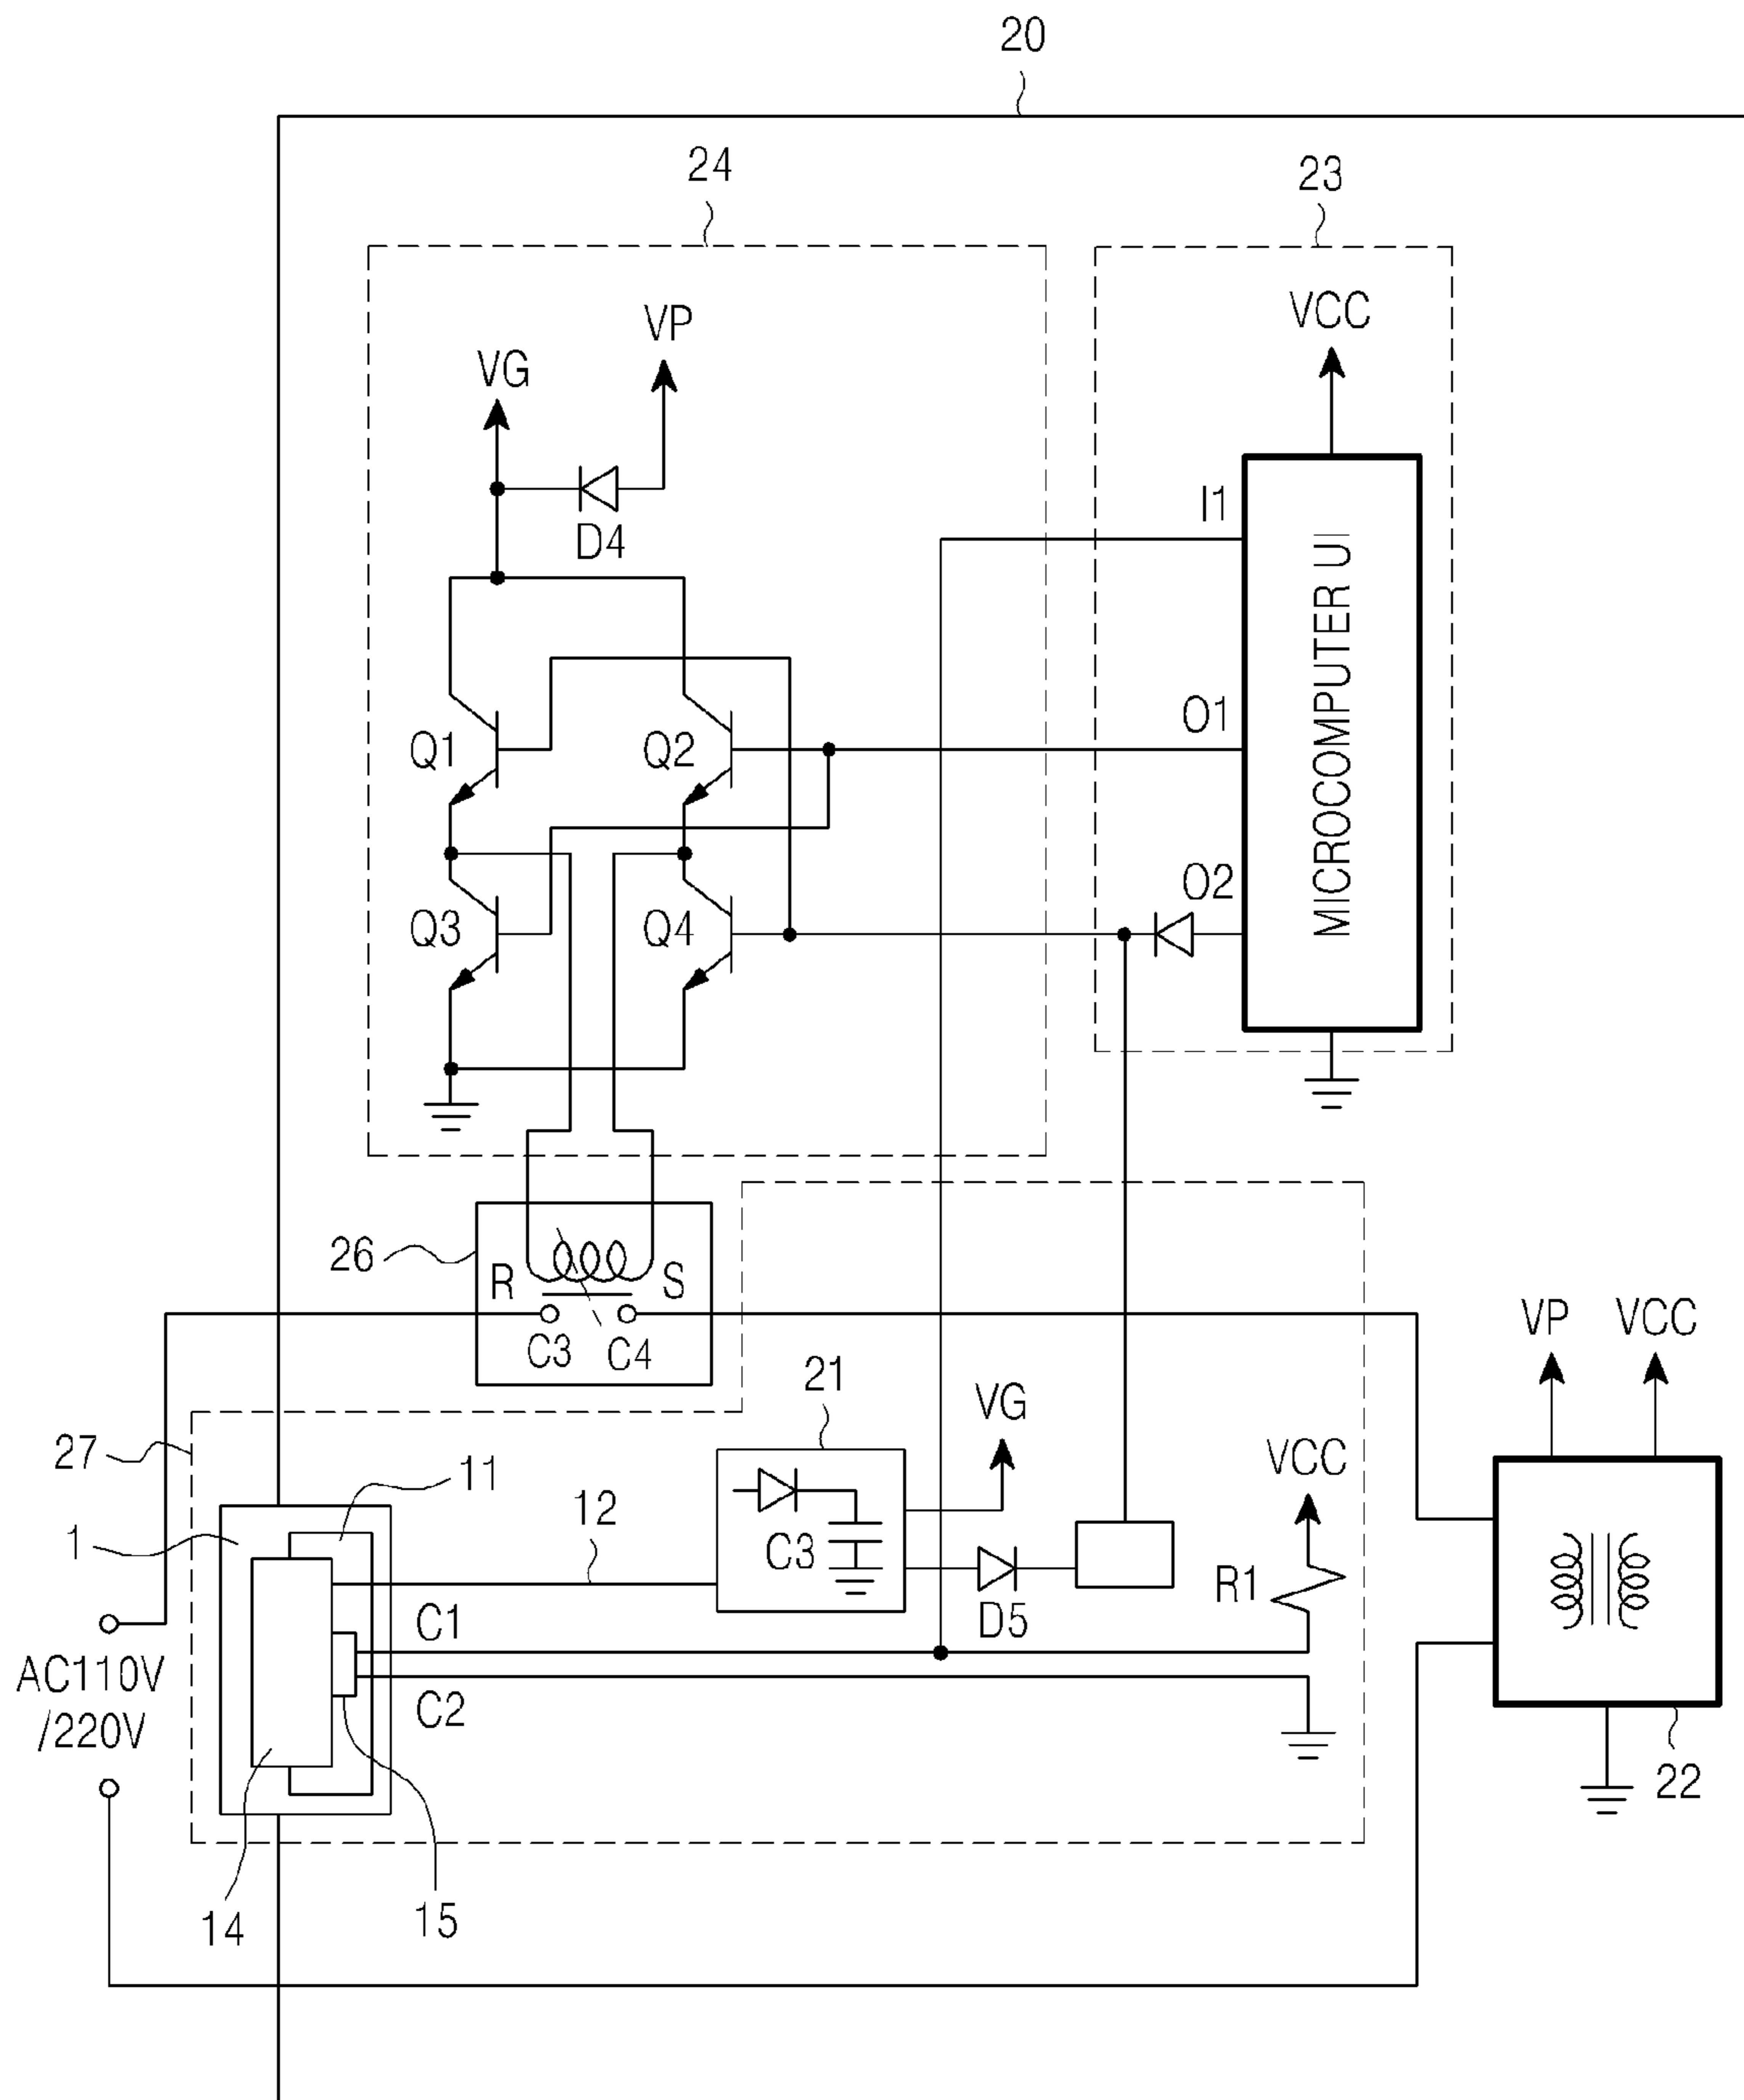 20
24
23
VP
VG
VCC
D4
I1
MICROCOMPUTER UI
O1
Q1
Q2
O2
Q3
Q4
26
R
S
C3
C4
VP
VCC
21
VG
27
11
VCC
12
1
C3
R1
C1
D5
AC110V
/220V
C2
22
14
15